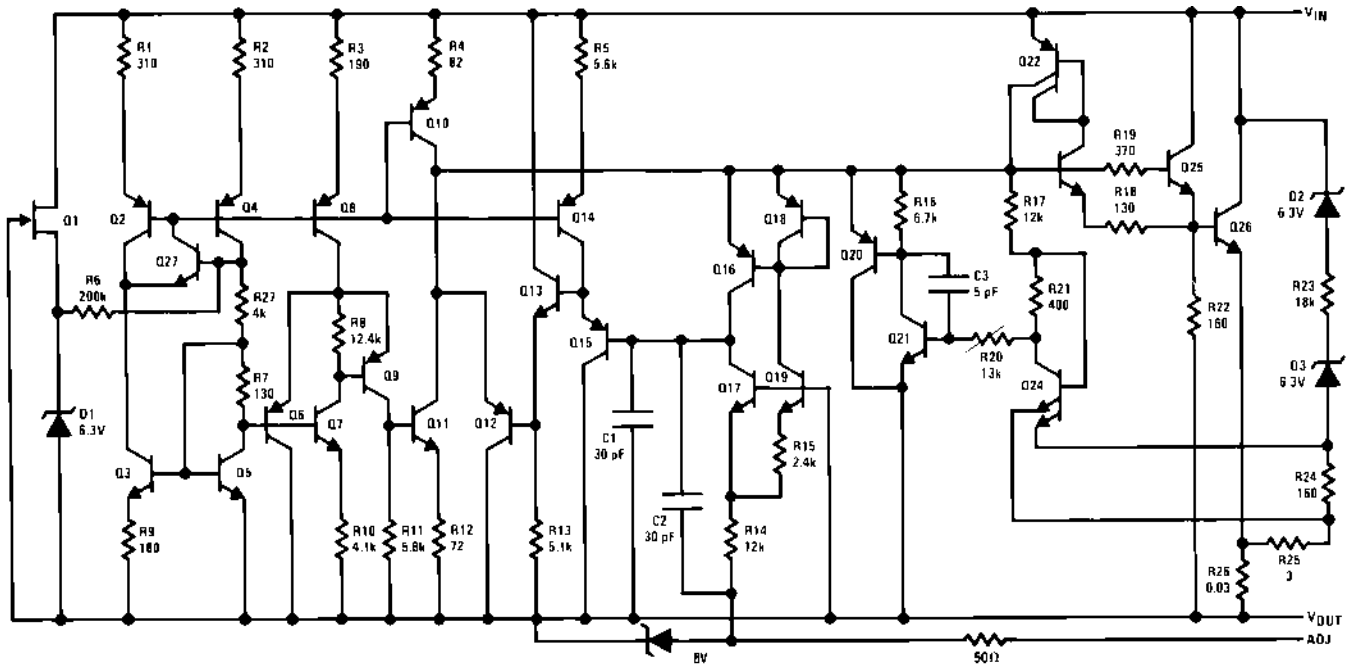 VIN
R1
310
R2
310
R3
190
R4
82
R5
5.6k
Q22
Q10
R19
370
Q25
Q1
Q2
Q4
Q8
Q14
Q18
R16
6.7k
R17
12k
R18
130
D2
6.3V
Q26
Q27
Q16
Q20
R6
200k
R27
4k
Q13
C3
5 pF
R21
400
R22
160
R23
18k
R8
12.4k
Q15
Q21
R20
13k
R7
130
Q9
Q17
Q19
Q24
D3
6.3V
D1
6.3V
Q6
Q7
Q11
Q12
C1
30 pF
R15
2.4k
Q3
Q5
R24
160
C2
30 pF
R9
180
R10
4.1k
R11
5.8k
R12
72
R13
5.1k
R14
12k
R26
0.03
R25
3
VOUT
ADJ
50Ω